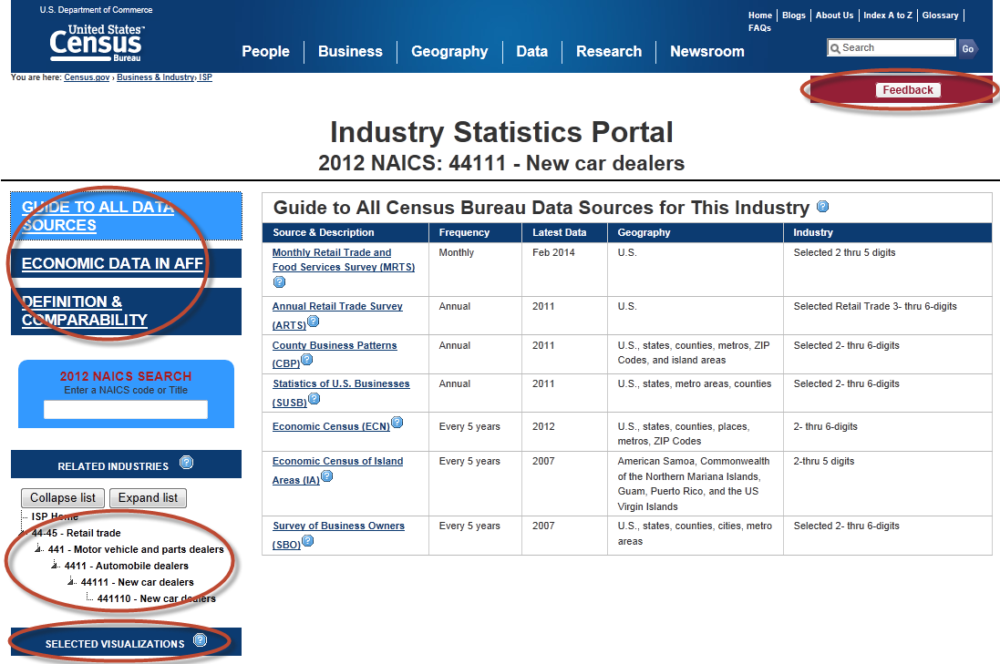 U.S. Department of Commerce
United States™
Census
Bureau
People
Business
Geography
Data
Research
Newsroom
Home
Blogs
About Us
Index A to Z
Glossary
FAQs
Search
Go
You are here: Census.gov › Business & Industry› ISP
Feedback
Industry Statistics Portal
2012 NAICS: 44111 - New car dealers
GUIDE TO ALL DATA
SOURCES
ECONOMIC DATA IN AFF
DEFINITION &
COMPARABILITY
2012 NAICS SEARCH
Enter a NAICS code or Title
RELATED INDUSTRIES ?
Collapse list
Expand list
ISP Home
44-45 - Retail trade
441 - Motor vehicle and parts dealers
4411 - Automobile dealers
44111 - New car dealers
441110 - New car dealers
SELECTED VISUALIZATIONS ?
Guide to All Census Bureau Data Sources for This Industry ?
Source & Description
Frequency
Latest Data
Geography
Industry
Monthly Retail Trade and
Food Services Survey (MRTS)
?
Monthly
Feb 2014
U.S.
Selected 2 thru 5 digits
Annual Retail Trade Survey
(ARTS) ?
Annual
2011
U.S.
Selected Retail Trade 3- thru 6-digits
County Business Patterns
(CBP) ?
Annual
2011
U.S., states, counties, metros, ZIP
Codes, and island areas
Selected 2- thru 6-digits
Statistics of U.S. Businesses
(SUSB) ?
Annual
2011
U.S., states, metro areas, counties
Selected 2- thru 6-digits
Economic Census (ECN) ?
Every 5 years
2012
U.S., states, counties, places,
metros, ZIP Codes
2- thru 6-digits
Economic Census of Island
Areas (IA) ?
Every 5 years
2007
American Samoa, Commonwealth
of the Northern Mariana Islands,
Guam, Puerto Rico, and the US
Virgin Islands
2-thru 5 digits
Survey of Business Owners
(SBO) ?
Every 5 years
2007
U.S., states, counties, cities, metro
areas
Selected 2- thru 6-digits